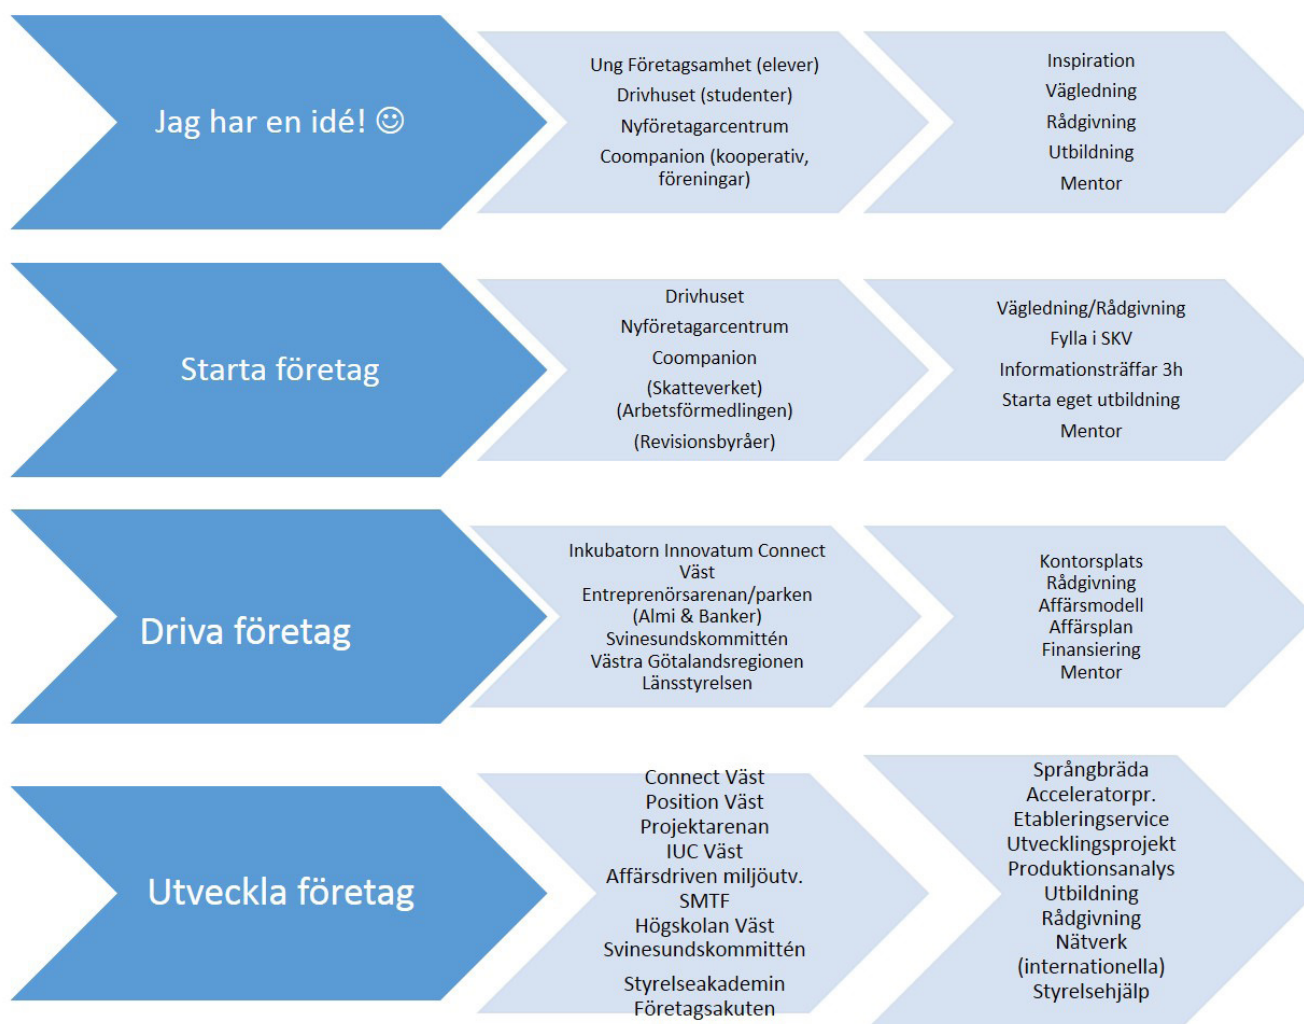 Jag har en idé! ☺
Ung Företagsamhet (elever)
Drivhuset (studenter)
Nyföretagarcentrum
Coompanion (kooperativ,
föreningar)
Inspiration
Vägledning
Rådgivning
Utbildning
Mentor
Starta företag
Drivhuset
Nyföretagarcentrum
Coompanion
(Skatteverket)
(Arbetsförmedlingen)
(Revisionsbyråer)
Vägledning/Rådgivning
Fylla i SKV
Informationsträffar 3h
Starta eget utbildning
Mentor
Driva företag
Inkubatorn Innovatum Connect
Väst
Entreprenörsarenan/parken
(Almi & Banker)
Svinesundskommittén
Västra Götalandsregionen
Länsstyrelsen
Kontorsplats
Rådgivning
Affärsmodell
Affärsplan
Finansiering
Mentor
Utveckla företag
Connect Väst
Position Väst
Projektarenan
IUC Väst
Affärsdriven miljöutv.
SMTF
Högskolan Väst
Svinesundskommittén
Styrelseakademin
Företagsakuten
Språngbräda
Acceleratorpr.
Etableringservice
Utvecklingsprojekt
Produktionsanalys
Utbildning
Rådgivning
Nätverk
(internationella)
Styrelsehjälp